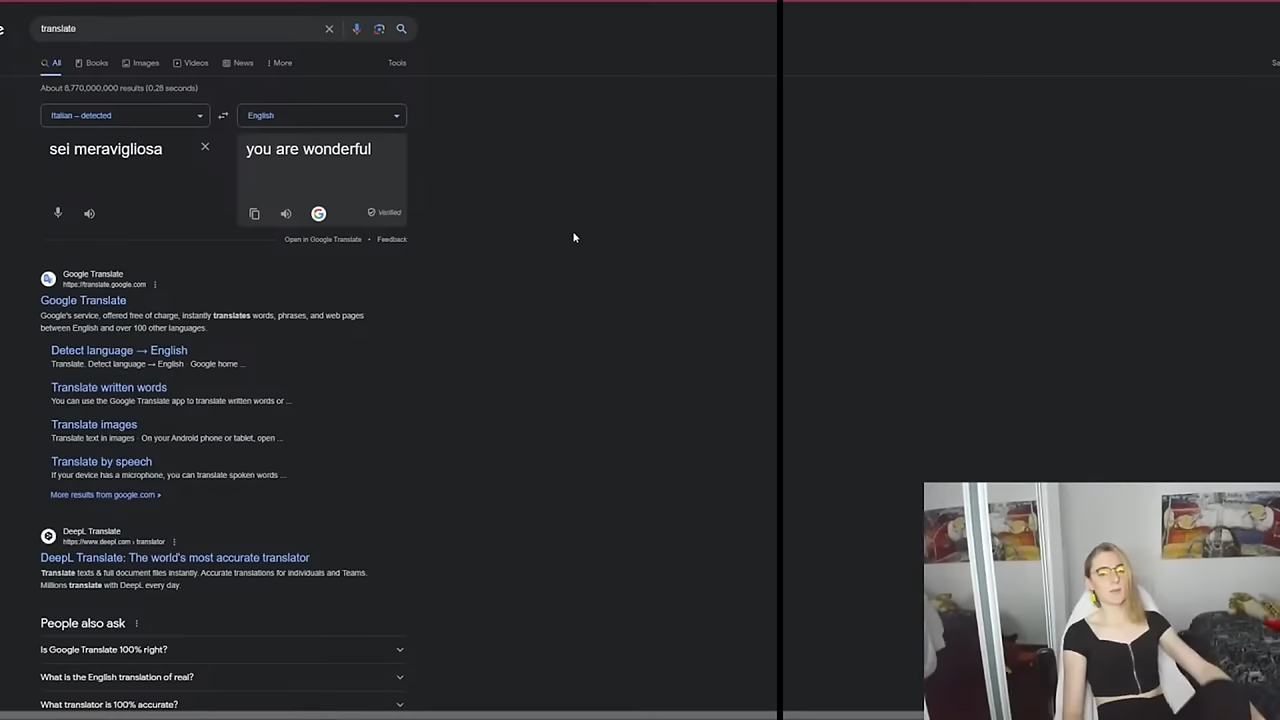 translate
All
Books
Images
Videos
News
More
Tools
About 8,770,000,000 results (0.28 seconds)
Italian – detected
English
sei meravigliosa
you are wonderful
Verified
Open in Google Translate • Feedback
Google Translate
https://translate.google.com
Google Translate
Google's service, offered free of charge, instantly translates words, phrases, and web pages
between English and over 100 other languages.
Detect language → English
Translate. Detect language → English · Google home ...
Translate written words
You can use the Google Translate app to translate written words or ...
Translate images
Translate text in images · On your Android phone or tablet, open ...
Translate by speech
If your device has a microphone, you can translate spoken words ...
More results from google.com »
DeepL Translate
https://www.deepl.com › translator
DeepL Translate: The world's most accurate translator
Translate texts & full document files instantly. Accurate translations for individuals and Teams.
Millions translate with DeepL every day
People also ask
Is Google Translate 100% right?
What is the English translation of real?
What translator is 100% accurate?